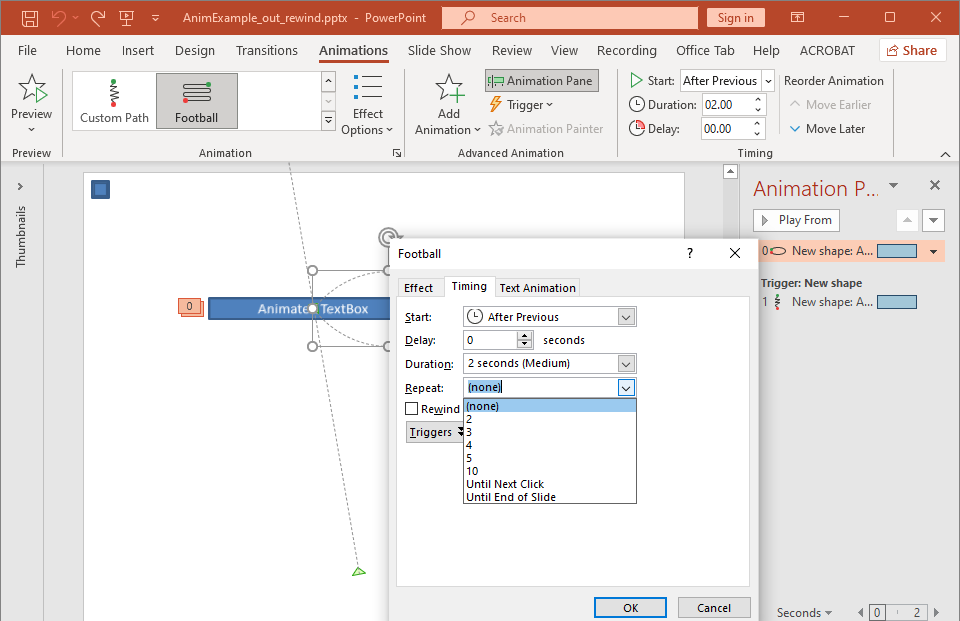 AnimExample_out_rewind.pptx - PowerPoint
Search
Sign in
File Home Insert Design Transitions Animations Slide Show Review View Recording Office Tab Help ACROBAT Share
Preview
Custom Path
Football
Effect
Options
Add
Animation
Animation Pane
Trigger
Animation Painter
Start: After Previous
Duration: 02.00
Delay: 00.00
Reorder Animation
Move Earlier
Move Later
Preview
Animation
Advanced Animation
Timing
Thumbnails
0
TextBox
Football
?
Effect
Timing
Text Animation
Start: After Previous
Delay: 0 seconds
Duration: 2 seconds (Medium)
Repeat: (none)
Rewind
Triggers
(none)
2
3
4
5
10
Until Next Click
Until End of Slide
OK
Cancel
Animation P...
Play From
0 New shape: A...
Trigger: New shape
1 New shape: A...
Seconds 0 2